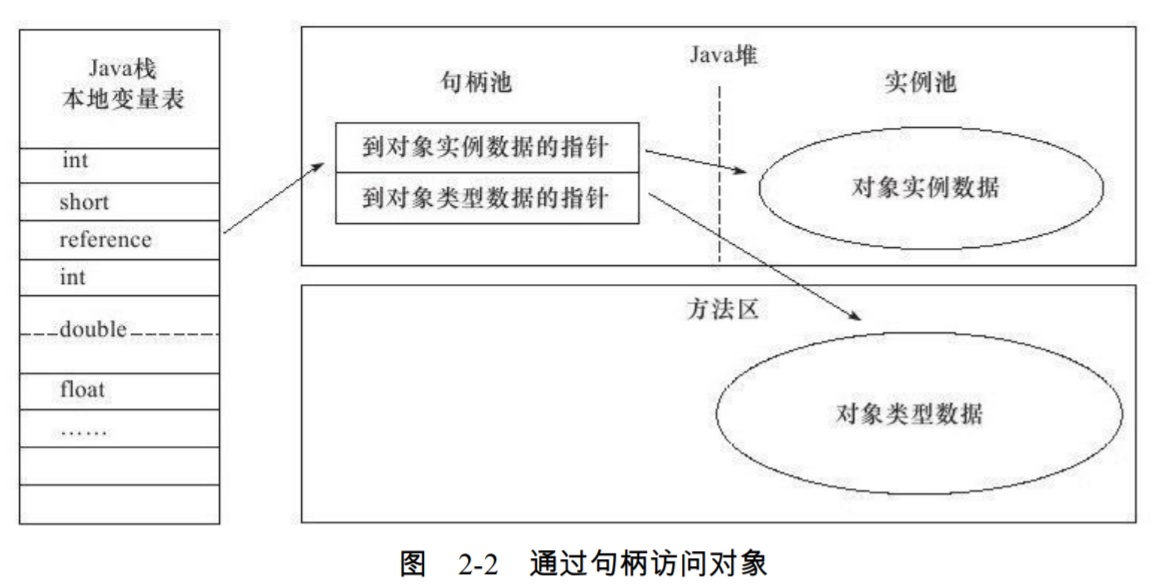 Java栈
本地变量表
int
short
reference
int
double
float
……
Java堆
句柄池
实例池
到对象实例数据的指针
到对象类型数据的指针
对象实例数据
方法区
对象类型数据
图 2-2 通过句柄访问对象